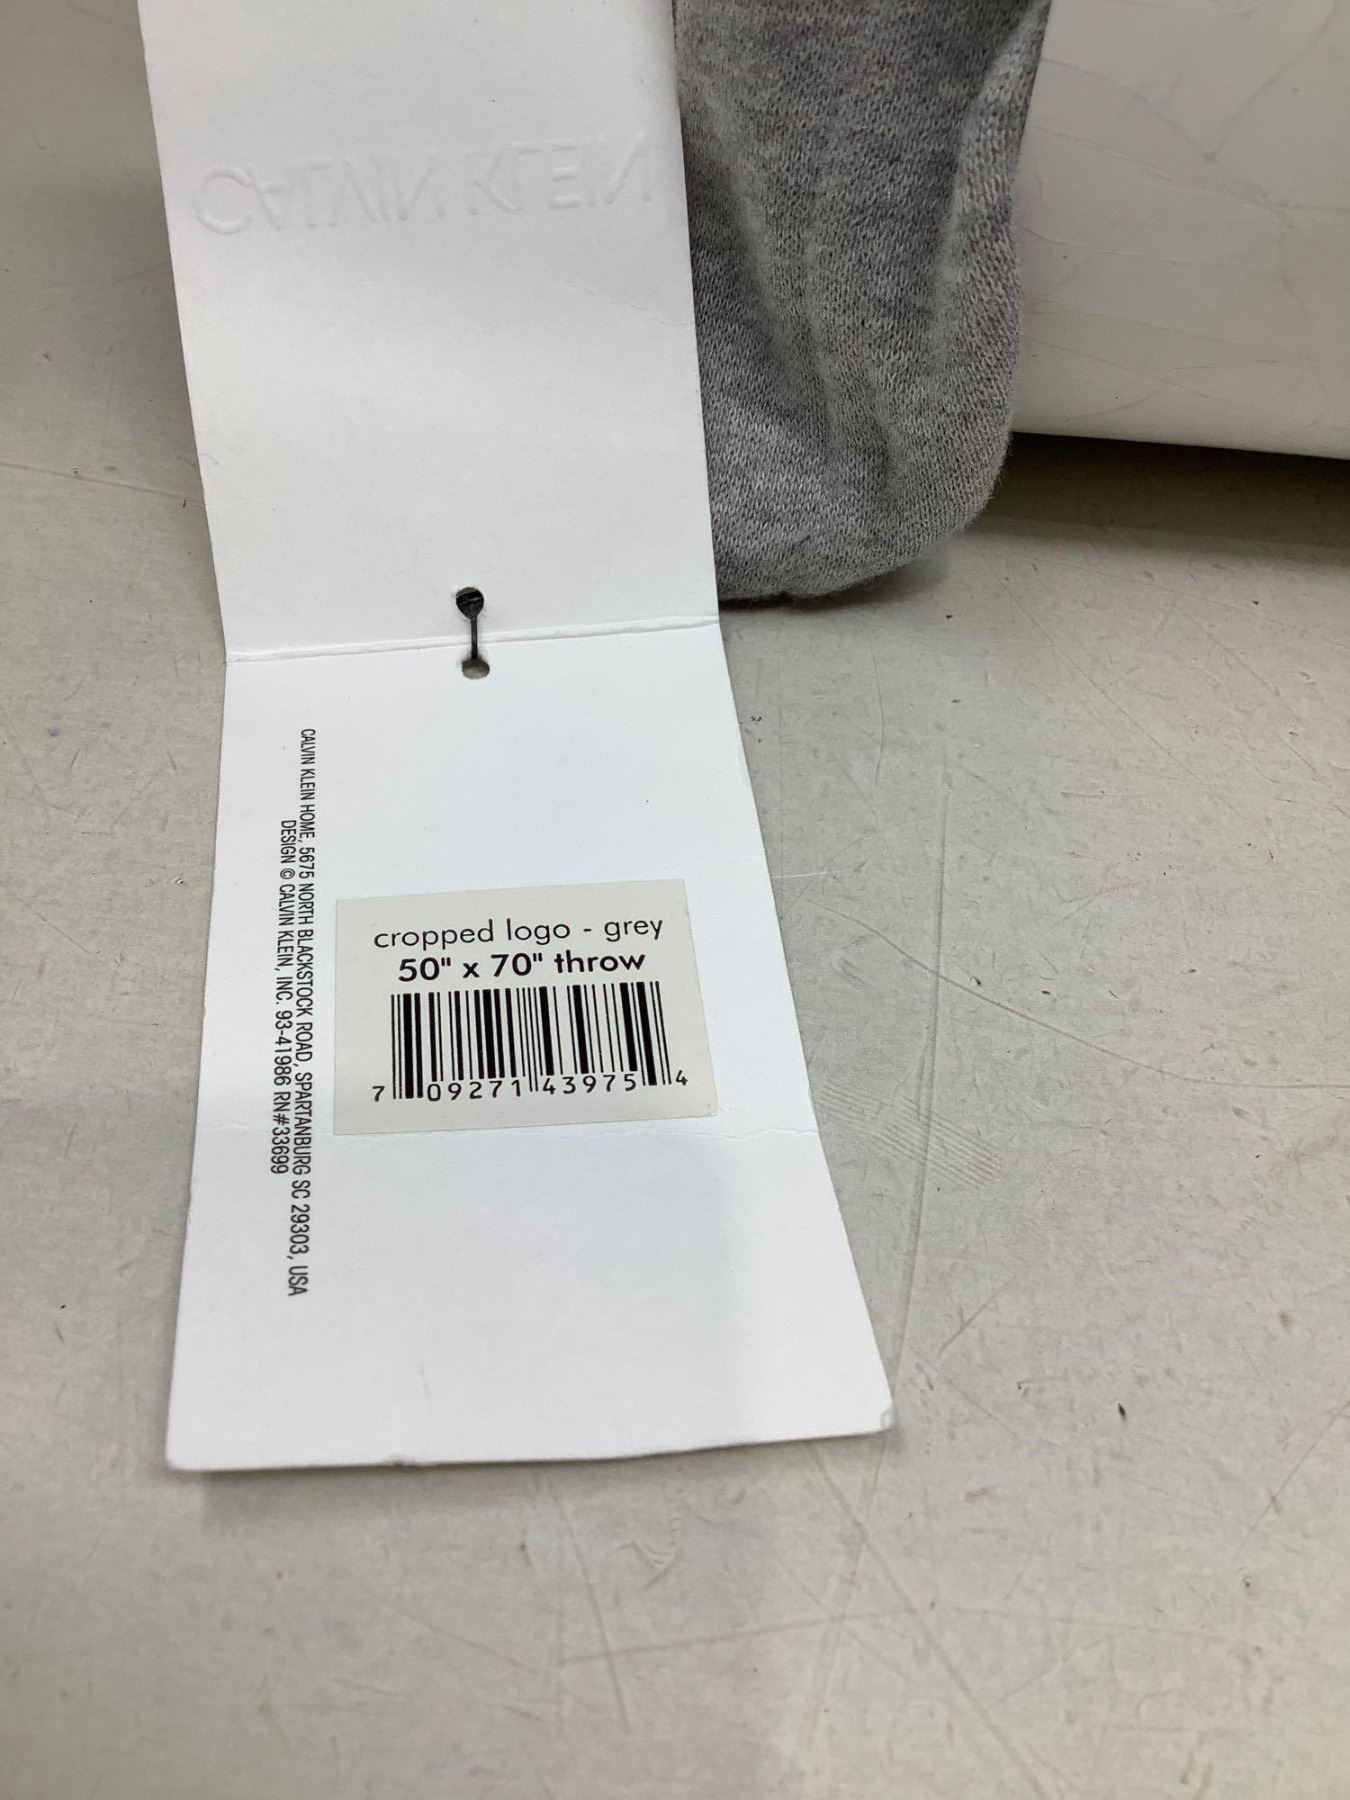 CALVIN KLEIN
CALVIN KLEIN HOME, 5675 NORTH BLACKSTOCK ROAD, SPARTANBURG SC 29303, USA
DESIGN © CALVIN KLEIN, INC. 93-41986 RN#33699
cropped logo - grey
50" x 70" throw
7 09271 43975 4